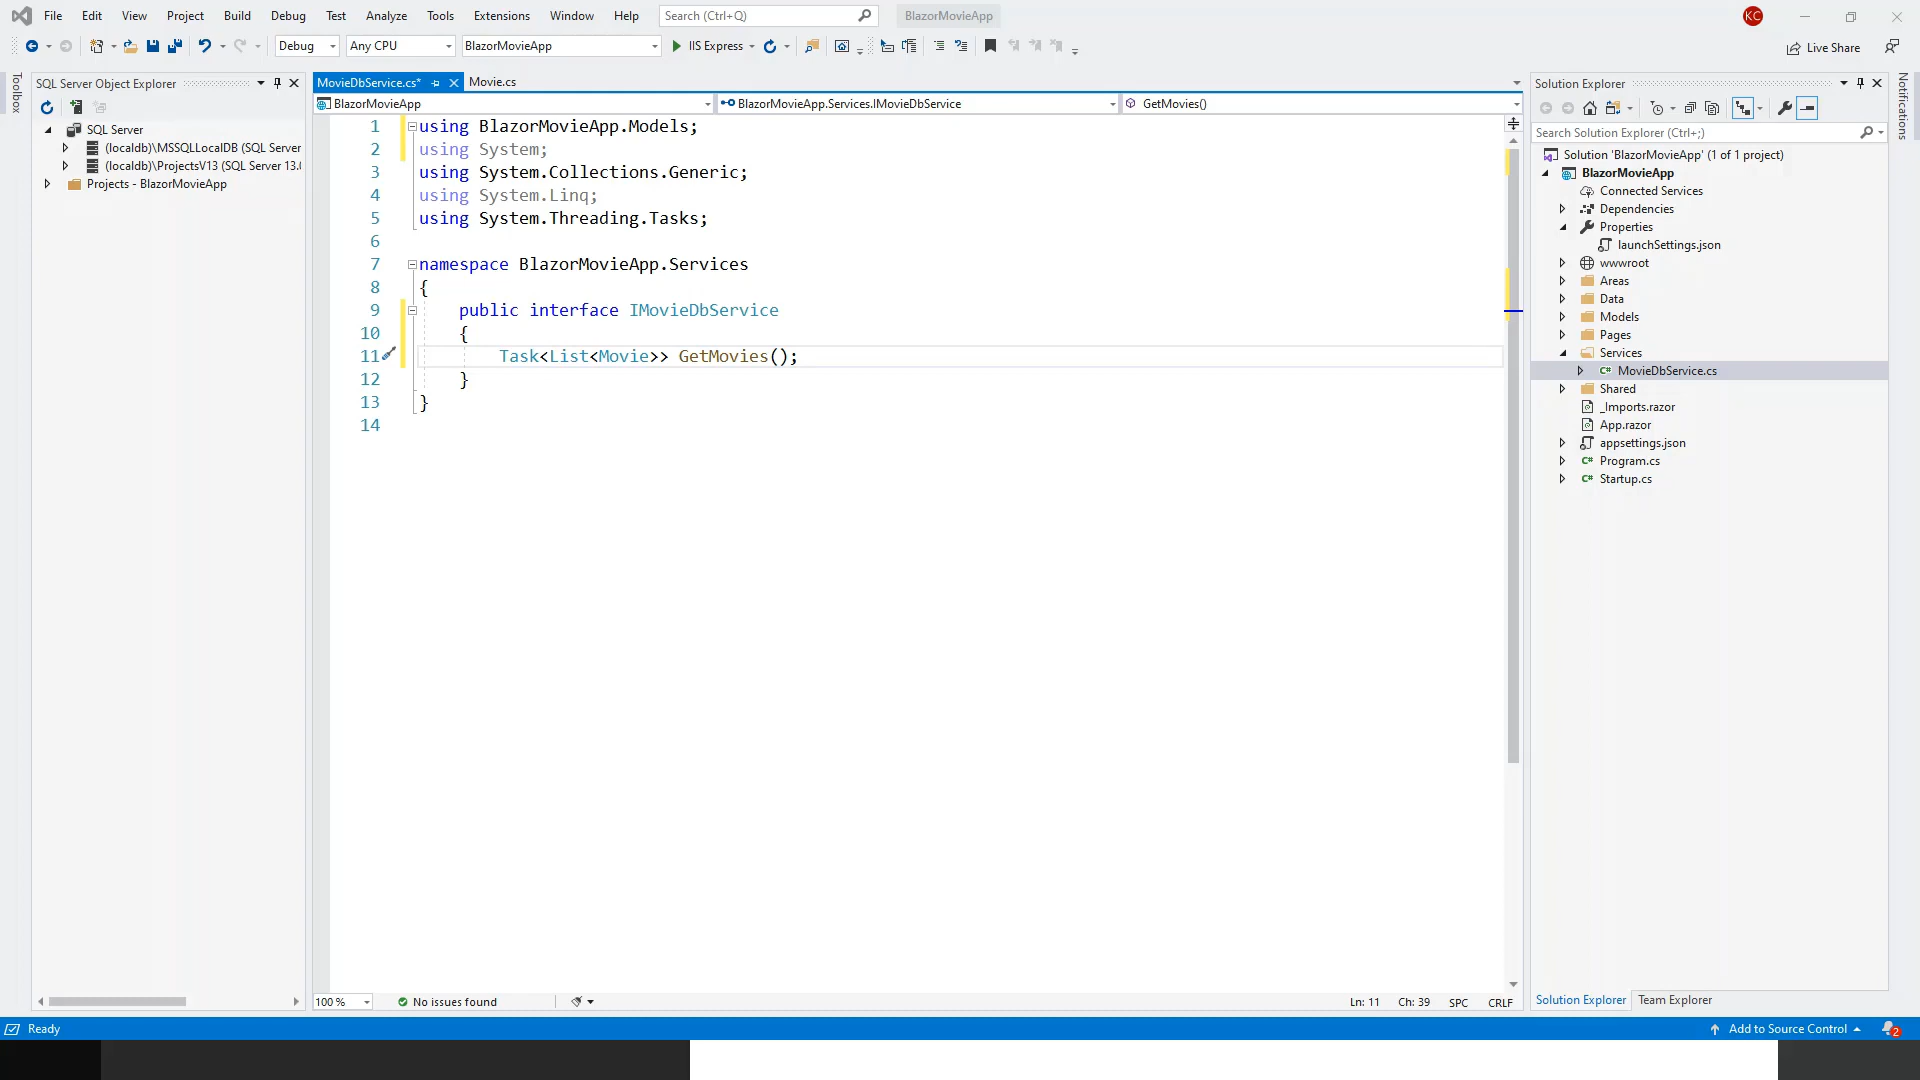 File Edit View Project Build Debug Test Analyze Tools Extensions Window Help Search (Ctrl+Q) BlazorMovieApp KC
Debug Any CPU BlazorMovieApp IIS Express Live Share
Toolbox
SQL Server Object Explorer
SQL Server
(localdb)\MSSQLLocalDB (SQL Server
(localdb)\ProjectsV13 (SQL Server 13.
Projects - BlazorMovieApp
MovieDbService.cs* Movie.cs
BlazorMovieApp BlazorMovieApp.Services.IMovieDbService GetMovies()
1 using BlazorMovieApp.Models;
2 using System;
3 using System.Collections.Generic;
4 using System.Linq;
5 using System.Threading.Tasks;
6
7 namespace BlazorMovieApp.Services
8 {
9 public interface IMovieDbService
10 {
11 Task<List<Movie>> GetMovies();
12 }
13 }
14
100 % No issues found Ln: 11 Ch: 39 SPC CRLF
Solution Explorer
Search Solution Explorer (Ctrl+;)
Solution 'BlazorMovieApp' (1 of 1 project)
BlazorMovieApp
Connected Services
Dependencies
Properties
launchSettings.json
wwwroot
Areas
Data
Models
Pages
Services
C# MovieDbService.cs
Shared
_Imports.razor
App.razor
appsettings.json
C# Program.cs
C# Startup.cs
Solution Explorer Team Explorer
Notifications
Ready Add to Source Control 2